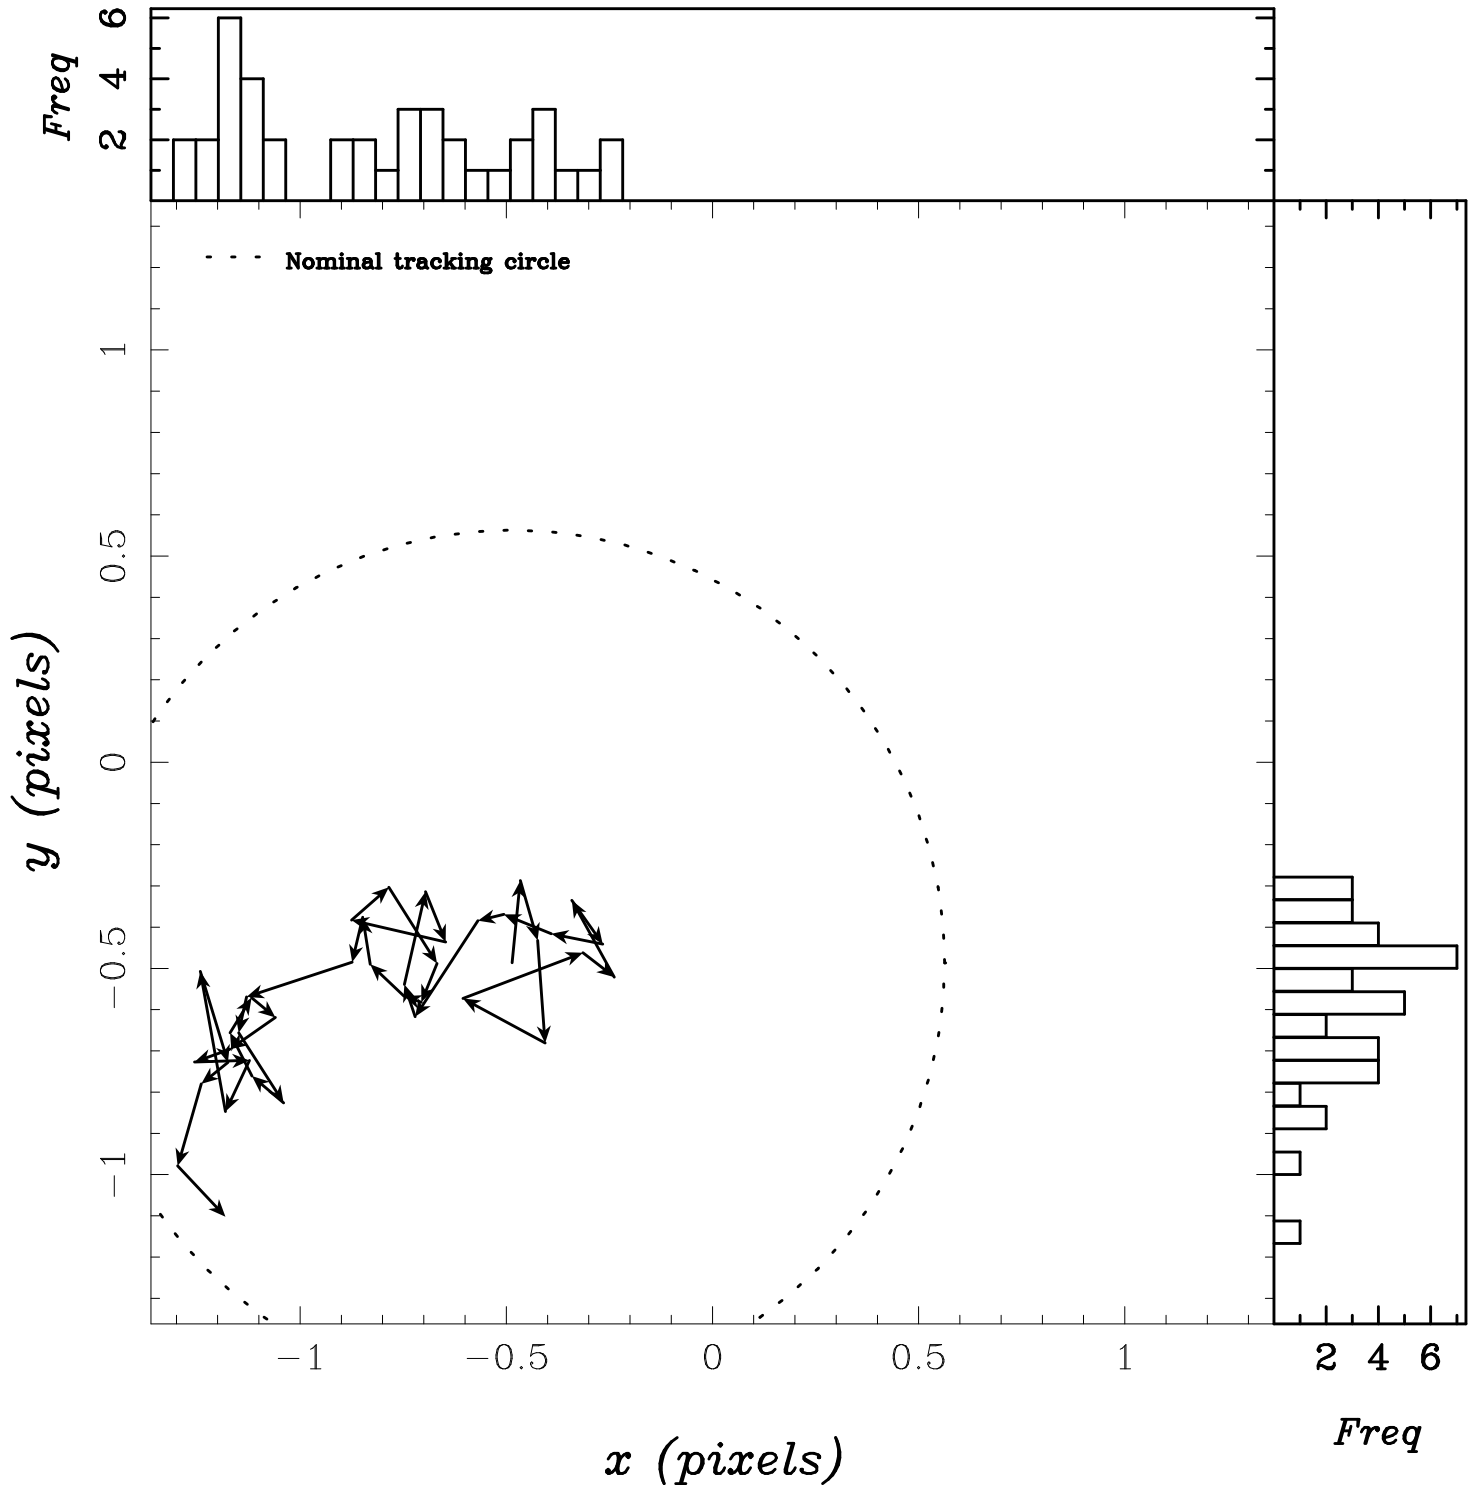 Freq
6
4
2
Nominal tracking circle
y (pixels)
1
0.5
0
−0.5
−1
−1 −0.5 0 0.5 1
x (pixels)
2 4 6
Freq